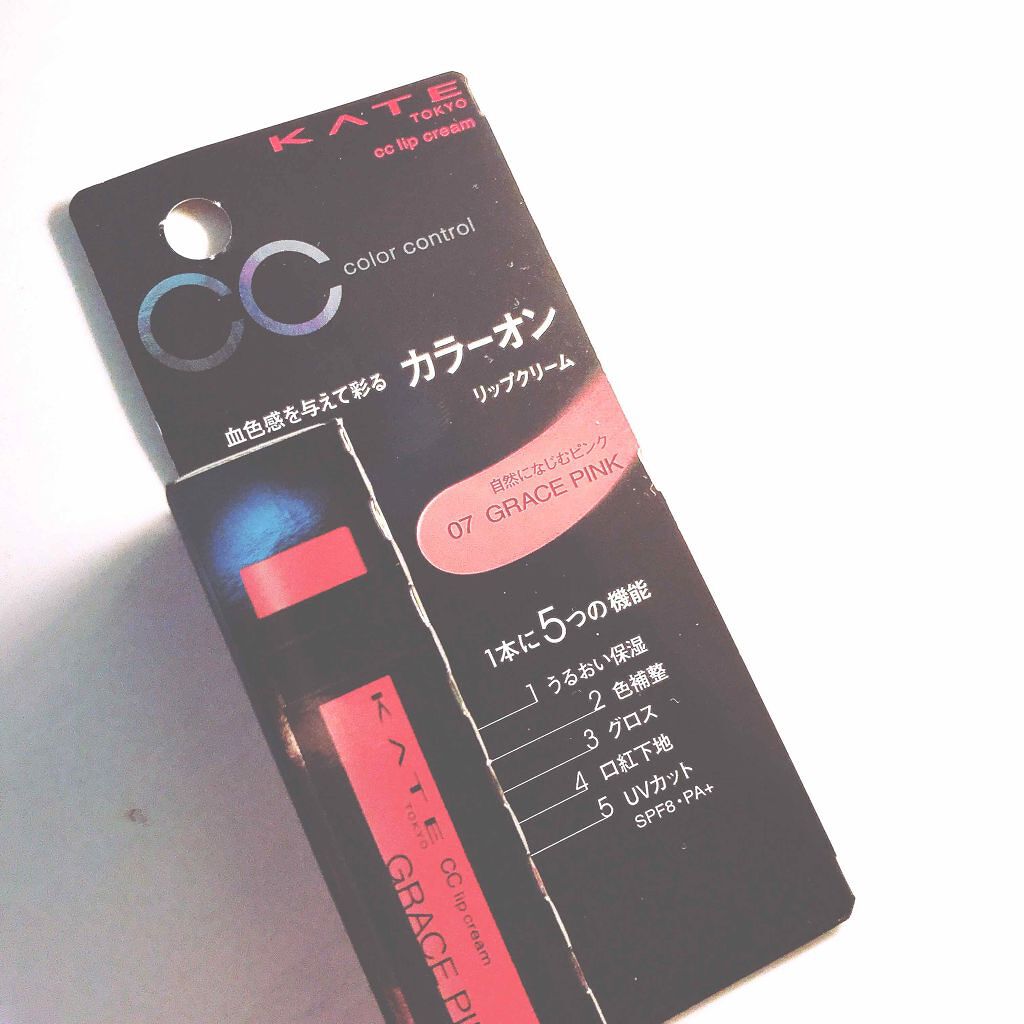 KATE
TOKYO
cc lip cream
CC color control
血色感を与えて彩る カラーオン
リップクリーム
自然になじむピンク
07 GRACE PINK
1本に5つの機能
1 うるおい保湿
2 色補整
3 グロス
4 口紅下地
5 UVカット
SPF8・PA+
KATE
TOKYO
CC lip cream
GRACE PI